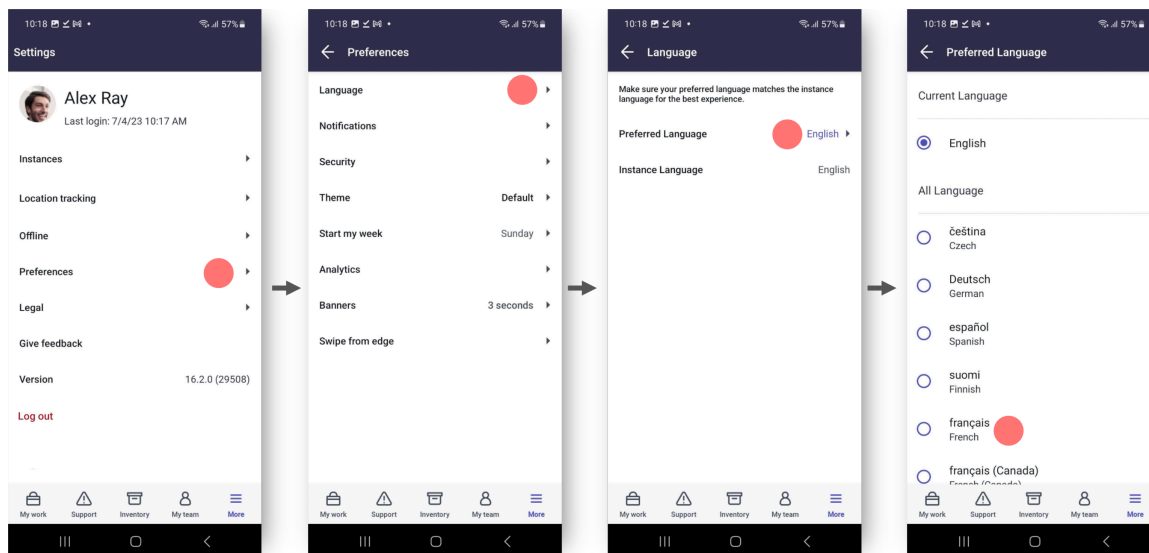 10:18 57%
Settings
Alex Ray
Last login: 7/4/23 10:17 AM
Instances
Location tracking
Offline
Preferences
Legal
Give feedback
Version 16.2.0 (29508)
Log out
My work Support Inventory My team More
10:18 57%
Preferences
Language
Notifications
Security
Theme Default
Start my week Sunday
Analytics
Banners 3 seconds
Swipe from edge
My work Support Inventory My team More
10:18 57%
Language
Make sure your preferred language matches the instance
language for the best experience.
Preferred Language English
Instance Language English
My work Support Inventory My team More
10:18 57%
Preferred Language
Current Language
English
All Language
čeština
Czech
Deutsch
German
español
Spanish
suomi
Finnish
français
French
français (Canada)
French (Canada)
My work Support Inventory My team More